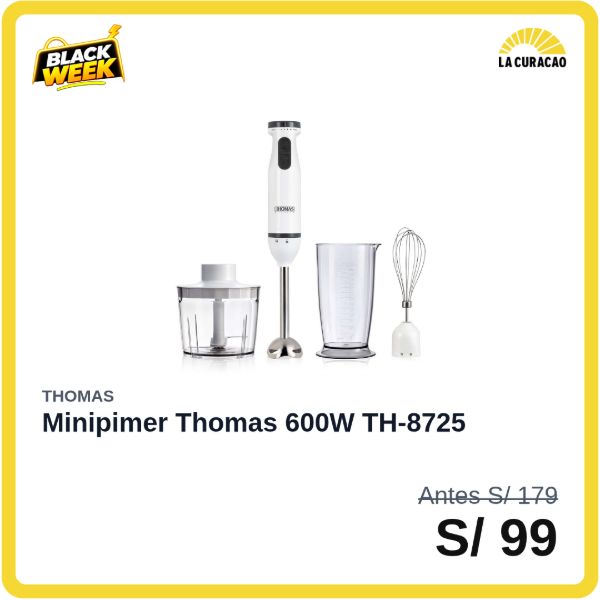 BLACK
WEEK
LA CURACAO
THOMAS
THOMAS
Minipimer Thomas 600W TH-8725
Antes S/ 179
S/ 99